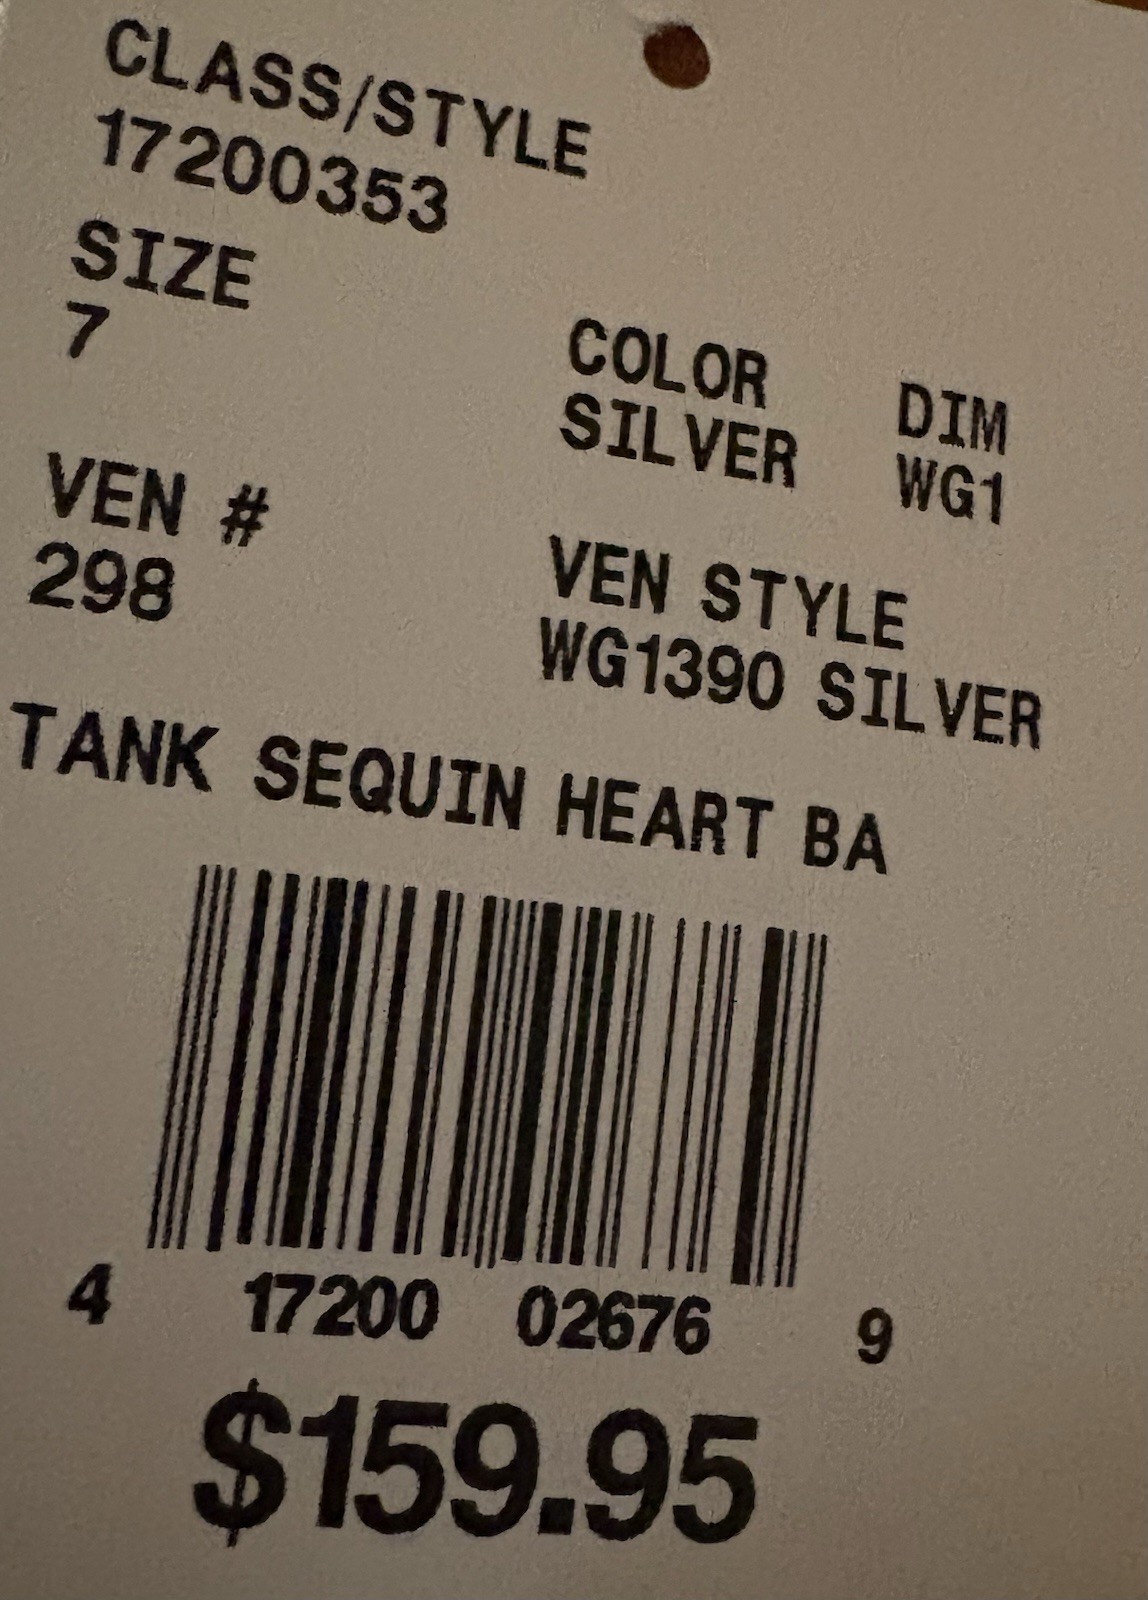 CLASS/STYLE
17200353
SIZE
7
COLOR DIM
SILVER WG1
VEN # VEN STYLE
298 WG1390 SILVER
TANK SEQUIN HEART BA
4 17200 02676 9
$159.95